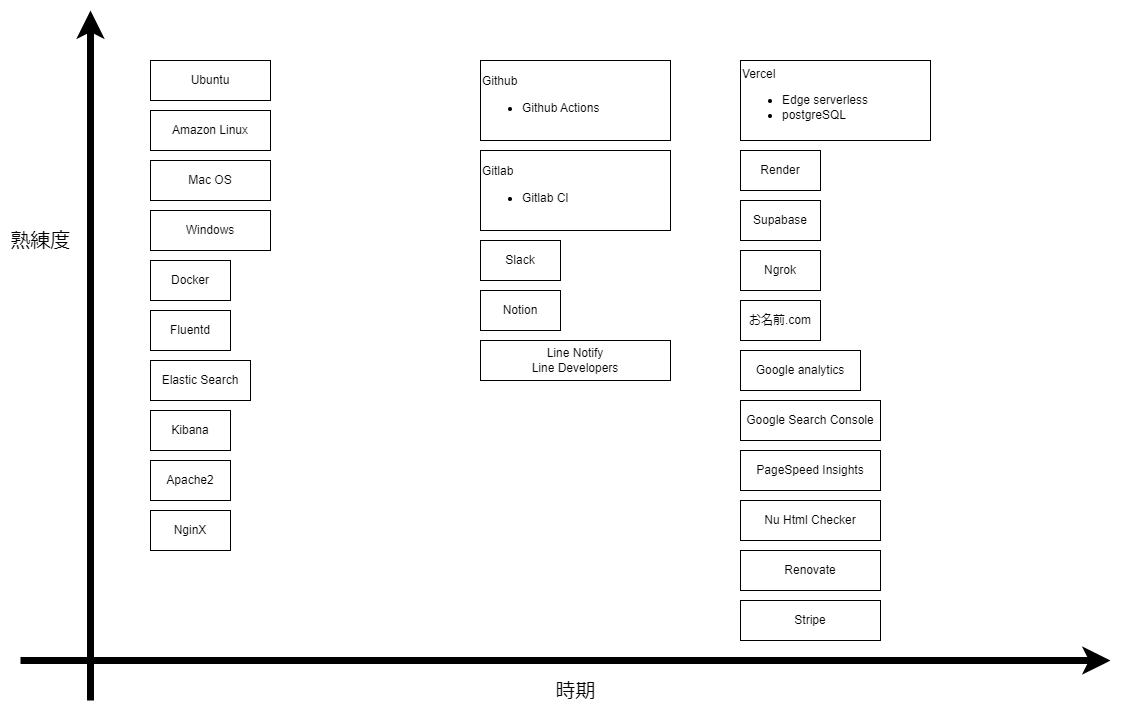 熟練度
Ubuntu
Amazon Linux
Mac OS
Windows
Docker
Fluentd
Elastic Search
Kibana
Apache2
NginX
Github
• Github Actions
Gitlab
• Gitlab CI
Slack
Notion
Line Notify
Line Developers
Vercel
• Edge serverless
• postgreSQL
Render
Supabase
Ngrok
お名前.com
Google analytics
Google Search Console
PageSpeed Insights
Nu Html Checker
Renovate
Stripe
時期